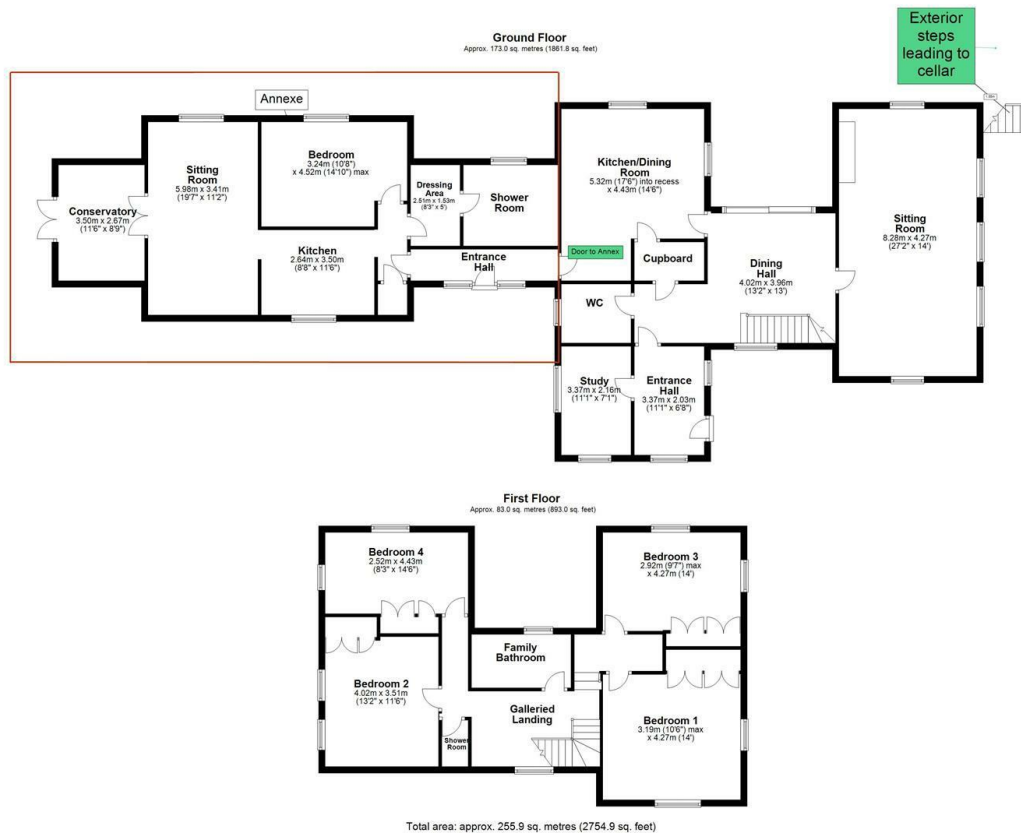 Exterior
steps
leading to
cellar
Ground Floor
Approx. 173.0 sq. metres (1861.8 sq. feet)
Annexe
Bedroom
3.24m (10'8")
x 4.52m (14'10") max
Sitting
Room
5.98m x 3.41m
(19'7" x 11'2")
Conservatory
3.50m x 2.67m
(11'6" x 8'9")
Kitchen
2.64m x 3.50m
(8'8" x 11'6")
Dressing
Area
2.51m x 1.53m
(8'3" x 5')
Shower
Room
Entrance
Hall
Kitchen/Dining
Room
5.32m (17'6") into recess
x 4.43m (14'6")
Door to Annex
Cupboard
WC
Dining
Hall
4.02m x 3.96m
(13'2" x 13')
Sitting
Room
8.28m x 4.27m
(27'2" x 14')
Study
3.37m x 2.16m
(11'1" x 7'1")
Entrance
Hall
3.37m x 2.03m
(11'1" x 6'8")
First Floor
Approx. 83.0 sq. metres (893.0 sq. feet)
Bedroom 4
2.52m x 4.43m
(8'3" x 14'6")
Bedroom 3
2.92m (9'7") max
x 4.27m (14')
Family
Bathroom
Bedroom 2
4.02m x 3.51m
(13'2" x 11'6")
Galleried
Landing
Shower
Room
Bedroom 1
3.19m (10'6") max
x 4.27m (14')
Total area: approx. 255.9 sq. metres (2754.9 sq. feet)